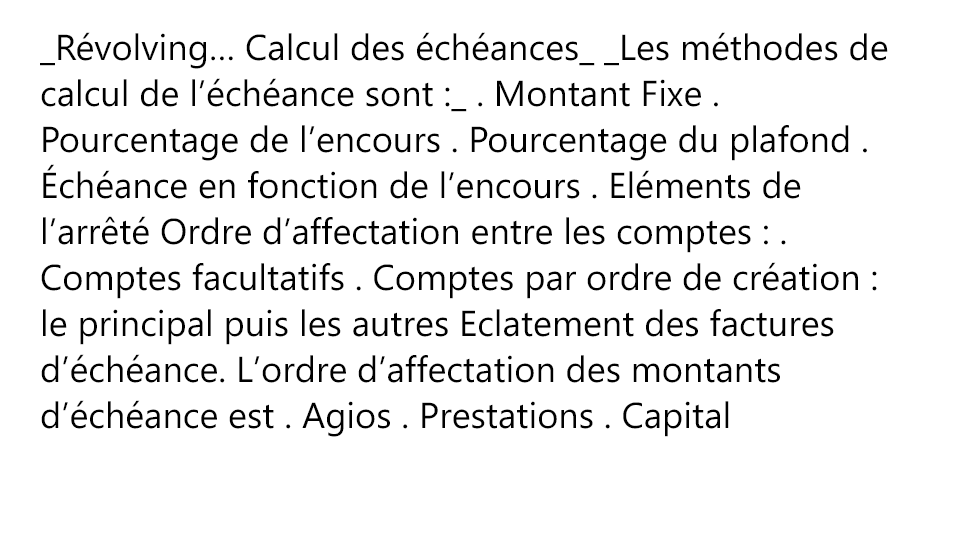 _Révolving... Calcul des échéances_ _Les méthodes de
calcul de l’échéance sont :_ . Montant Fixe .
Pourcentage de l’encours . Pourcentage du plafond .
Échéance en fonction de l’encours . Eléments de
l’arrêté Ordre d’affectation entre les comptes : .
Comptes facultatifs . Comptes par ordre de création :
le principal puis les autres Eclatement des factures
d’échéance. L’ordre d’affectation des montants
d’échéance est . Agios . Prestations . Capital